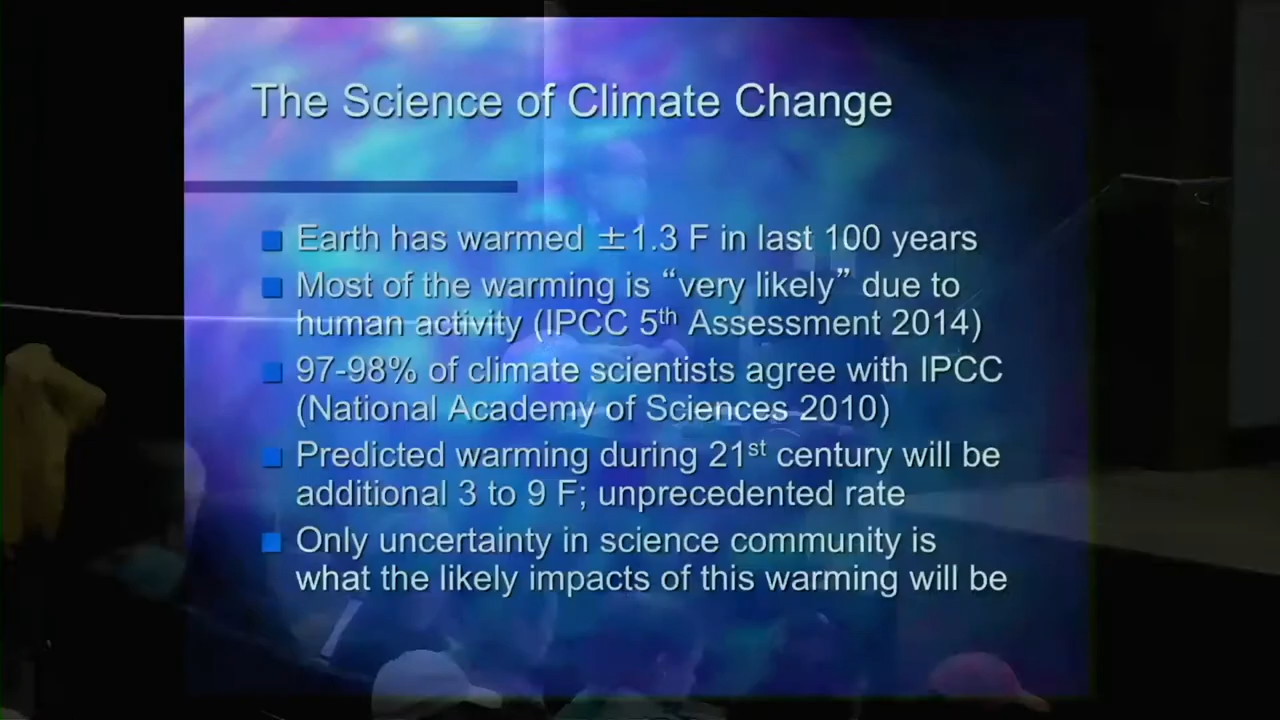 The Science of Climate Change
Earth has warmed ±1.3 F in last 100 years
Most of the warming is “very likely” due to
human activity (IPCC 5th Assessment 2014)
97-98% of climate scientists agree with IPCC
(National Academy of Sciences 2010)
Predicted warming during 21st century will be
additional 3 to 9 F; unprecedented rate
Only uncertainty in science community is
what the likely impacts of this warming will be